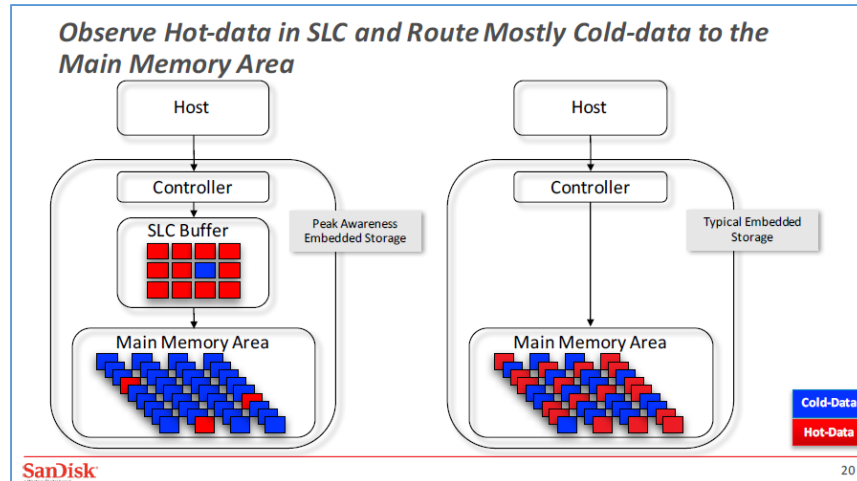 Observe Hot-data in SLC and Route Mostly Cold-data to the
Main Memory Area
Host
Controller
SLC Buffer
Peak Awareness
Embedded Storage
Main Memory Area
Host
Controller
Typical Embedded
Storage
Main Memory Area
Cold-Data
Hot-Data
SanDisk
20